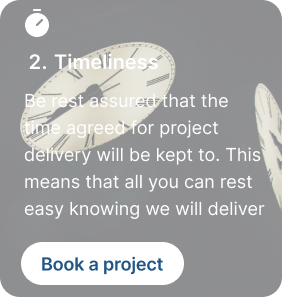 2. Timeliness
Be rest assured that the
time agreed for project
delivery will be kept to. This
means that all you can rest
easy knowing we will deliver
Book a project